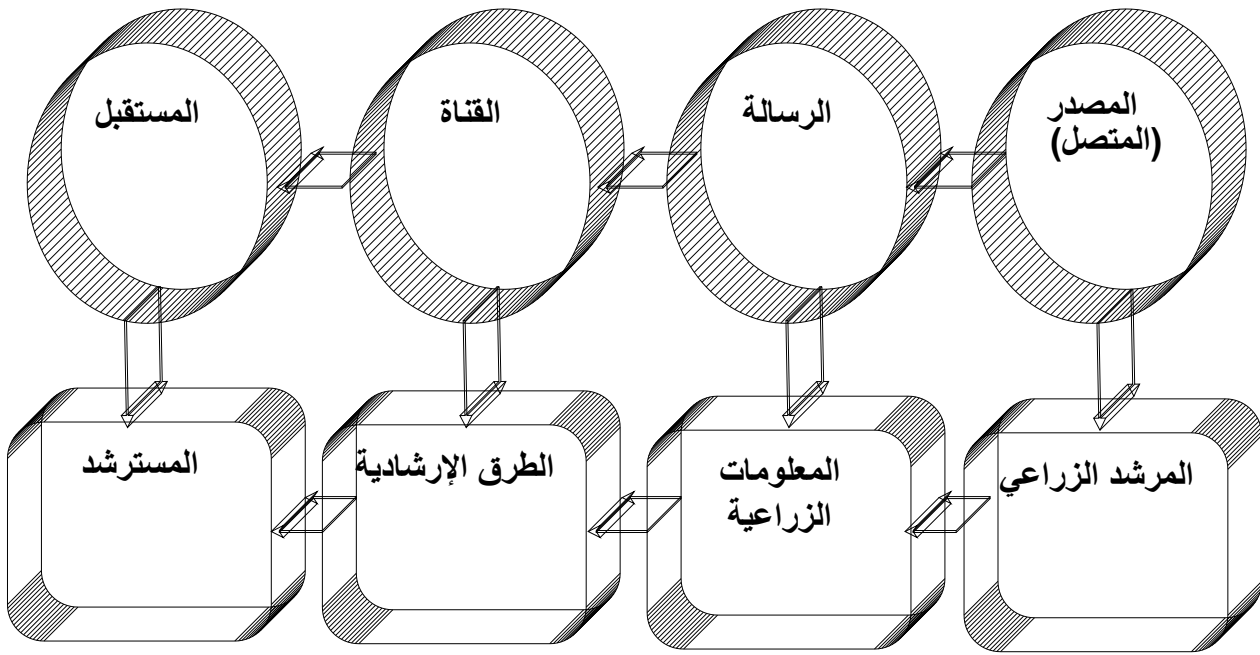 المصدر
(المتصل)
الرسالة
القناة
المستقبل
المرشد الزراعي
المعلومات
الزراعية
الطرق الإرشادية
المسترشد